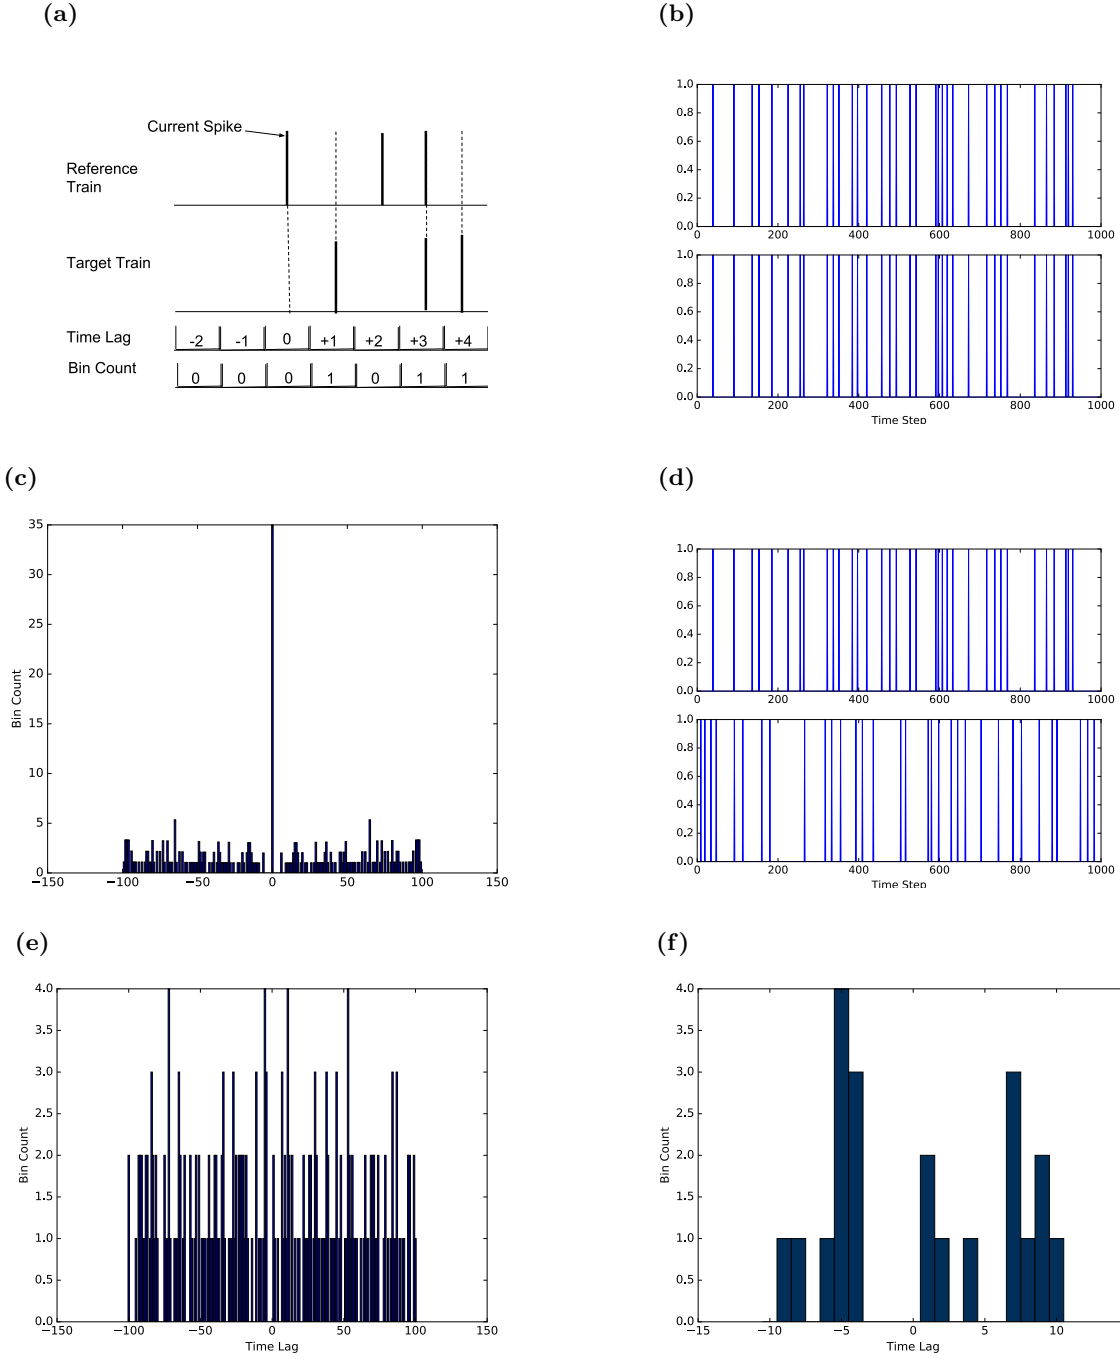 (a)
Current Spike
Reference
Train
Target Train
Time Lag
-2 -1 0 +1 +2 +3 +4
Bin Count
0 0 0 1 0 1 1
(b)
1.0
0.8
0.6
0.4
0.2
0.0
0 200 400 600 800 1000
1.0
0.8
0.6
0.4
0.2
0.0
0 200 400 600 800 1000
Time Step
(c)
35
30
25
20
15
10
5
0
Bin Count
−150 −100 −50 0 50 100 150
(d)
1.0
0.8
0.6
0.4
0.2
0.0
0 200 400 600 800 1000
1.0
0.8
0.6
0.4
0.2
0.0
0 200 400 600 800 1000
Time Step
(e)
4.0
3.5
3.0
2.5
2.0
1.5
1.0
0.5
0.0
Bin Count
−150 −100 −50 0 50 100 150
Time Lag
(f)
4.0
3.5
3.0
2.5
2.0
1.5
1.0
0.5
0.0
Bin Count
−15 −10 −5 0 5 10
Time Lag